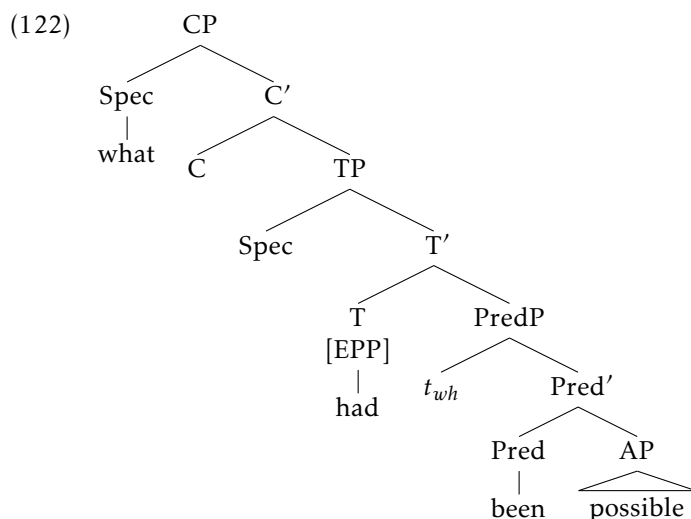 (122) CP
Spec C′
what C TP
Spec T′
T PredP
[EPP] t_wh Pred′
had
Pred AP
been possible